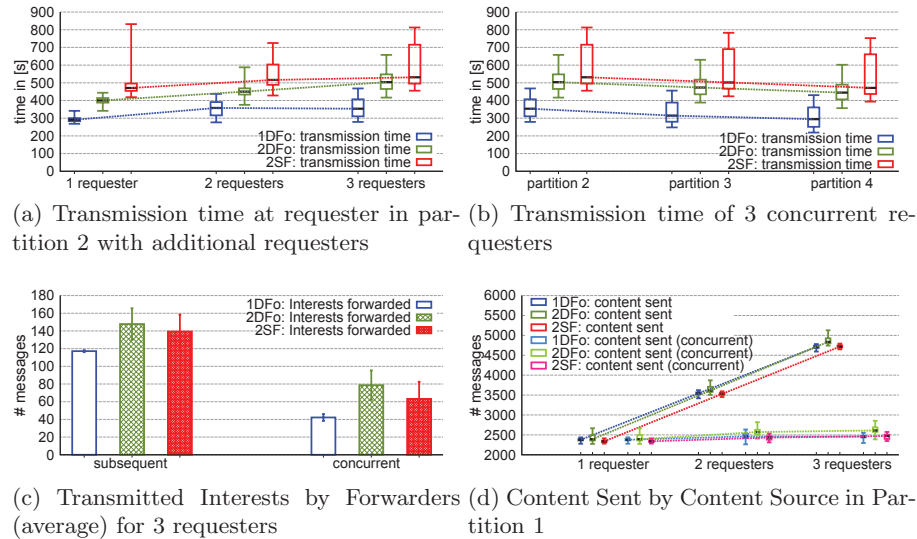 time in [s]
900
800
700
600
500
400
300
200
100
0
1DFo: transmission time
2DFo: transmission time
2SF: transmission time
1 requester
2 requesters
3 requesters
(a) Transmission time at requester in par-
tition 2 with additional requesters
time in [s]
900
800
700
600
500
400
300
200
100
0
1DFo: transmission time
2DFo: transmission time
2SF: transmission time
partition 2
partition 3
partition 4
(b) Transmission time of 3 concurrent re-
questers
# messages
180
160
140
120
100
80
60
40
20
0
1DFo: Interests forwarded
2DFo: Interests forwarded
2SF: Interests forwarded
subsequent
concurrent
(c) Transmitted Interests by Forwarders
(average) for 3 requesters
# messages
6000
5500
5000
4500
4000
3500
3000
2500
2000
1DFo: content sent
2DFo: content sent
2SF: content sent
1DFo: content sent (concurrent)
2DFo: content sent (concurrent)
2SF: content sent (concurrent)
1 requester
2 requesters
3 requesters
(d) Content Sent by Content Source in Par-
tition 1